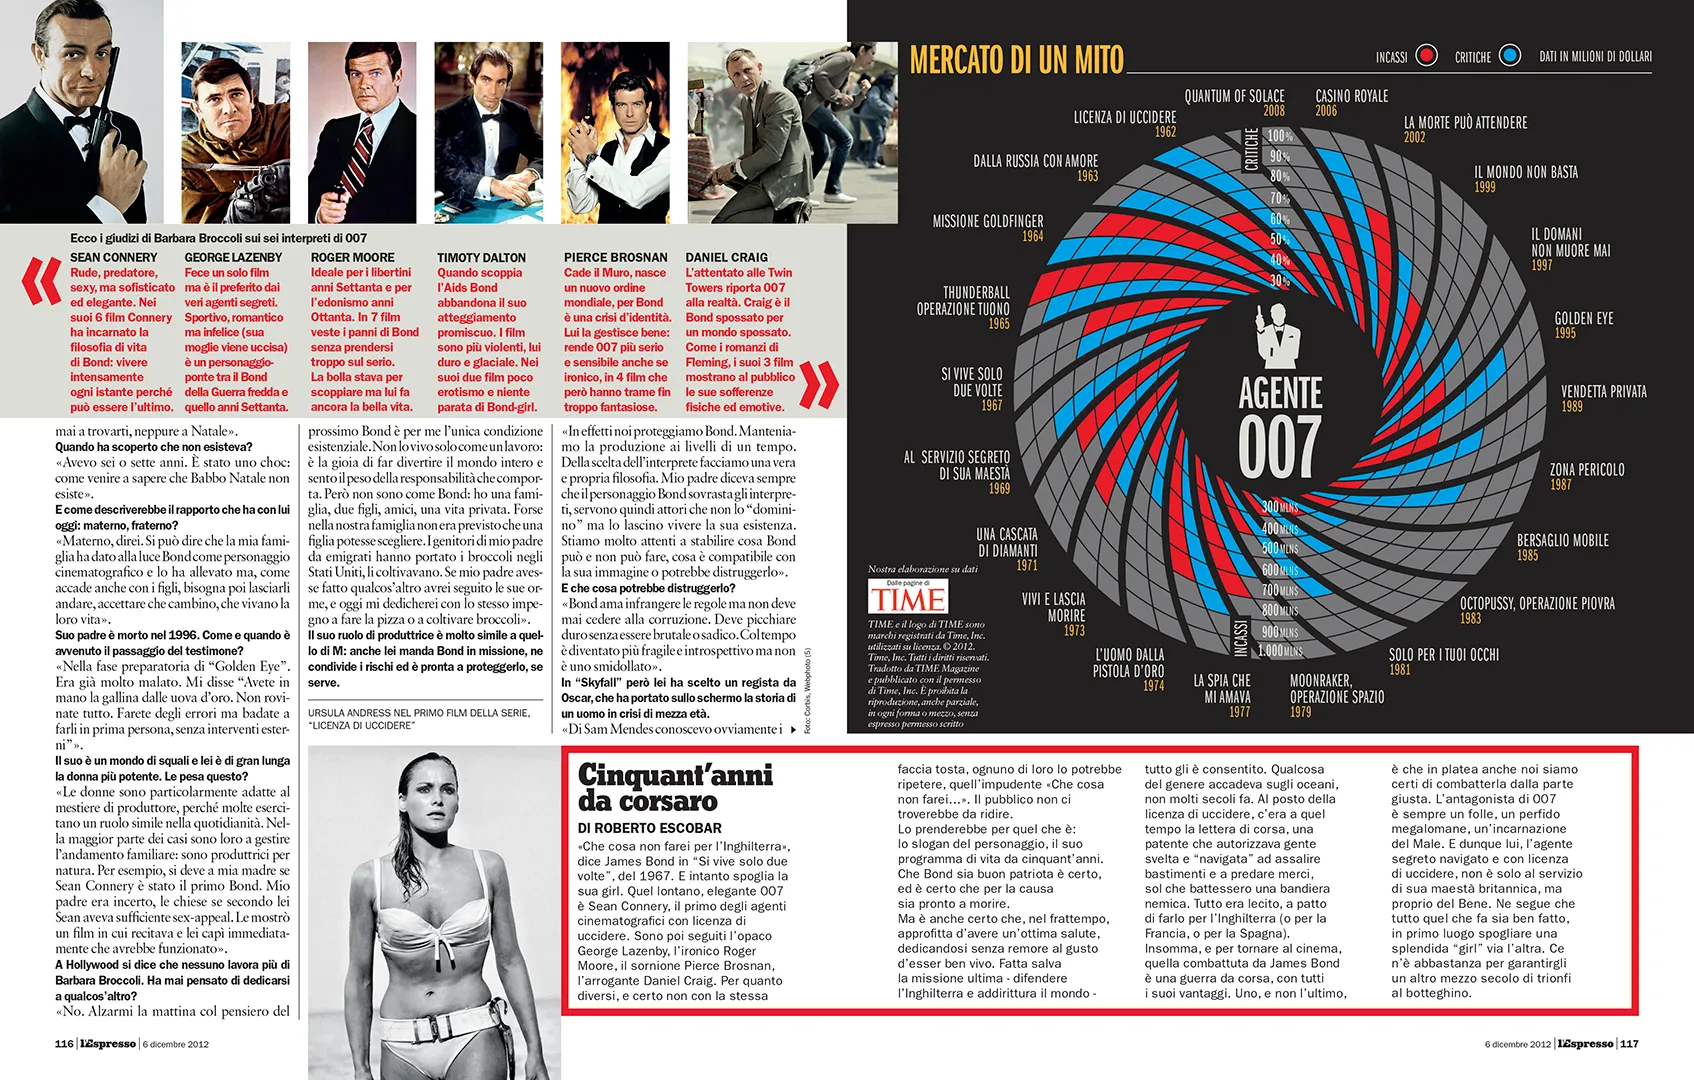 Ecco i giudizi di Barbara Broccoli sui sei interpreti di 007
SEAN CONNERY
Rude, predatore,
sexy, ma sofisticato
ed elegante. Nei
suoi 6 film Connery
ha incarnato la
filosofia di vita
di Bond: vivere
intensamente
ogni istante perché
può essere l'ultimo.
GEORGE LAZENBY
Fece un solo film
ma è il preferito dai
veri agenti segreti.
Sportivo, romantico
ma infelice (sua
moglie viene uccisa)
è un personaggio-
ponte tra il Bond
della Guerra fredda e
quello anni Settanta.
ROGER MOORE
Ideale per i libertini
anni Settanta e per
l'edonismo anni
Ottanta. In 7 film
veste i panni di Bond
senza prendersi
troppo sul serio.
La bolla stava per
scoppiare ma lui fa
ancora la bella vita.
TIMOTY DALTON
Quando scoppia
l'Aids Bond
abbandona il suo
atteggiamento
promiscuo. I film
sono più violenti, lui
duro e glaciale. Nei
suoi due film poco
erotismo e niente
parata di Bond-girl.
PIERCE BROSNAN
Cade il Muro, nasce
un nuovo ordine
mondiale, per Bond
è una crisi d'identità.
Lui la gestisce bene:
rende 007 più serio
e sensibile anche se
ironico, in 4 film che
però hanno trame fin
troppo fantasiose.
DANIEL CRAIG
L'attentato alle Twin
Towers riporta 007
alla realtà. Craig è il
Bond spossato per
un mondo spossato.
Come i romanzi di
Fleming, i suoi 3 film
mostrano al pubblico
le sue sofferenze
fisiche ed emotive.
mai a trovarti, neppure a Natale».
Quando ha scoperto che non esisteva?
«Avevo sei o sette anni. È stato uno choc:
come venire a sapere che Babbo Natale non
esiste».
E come descriverebbe il rapporto che ha con lui
oggi: materno, fraterno?
«Materno, direi. Si può dire che la mia fami-
glia ha dato alla luce Bond come personaggio
cinematografico e lo ha allevato ma, come
accade anche con i figli, bisogna poi lasciarli
andare, accettare che cambino, che vivano la
loro vita».
Suo padre è morto nel 1996. Come e quando è
avvenuto il passaggio del testimone?
«Nella fase preparatoria di "Golden Eye".
Era già molto malato. Mi disse "Avete in
mano la gallina dalle uova d'oro. Non rovi-
nate tutto. Farete degli errori ma badate a
farli in prima persona, senza interventi ester-
ni"».
Il suo è un mondo di squali e lei è di gran lunga
la donna più potente. Le pesa questo?
«Le donne sono particolarmente adatte al
mestiere di produttore, perché molte eserci-
tano un ruolo simile nella quotidianità. Nel-
la maggior parte dei casi sono loro a gestire
l'andamento familiare: sono produttrici per
natura. Per esempio, si deve a mia madre se
Sean Connery è stato il primo Bond. Mio
padre era incerto, le chiese se secondo lei
Sean aveva sufficiente sex-appeal. Le mostrò
un film in cui recitava e lei capì immediata-
mente che avrebbe funzionato».
A Hollywood si dice che nessuno lavora più di
Barbara Broccoli. Ha mai pensato di dedicarsi
a qualcos'altro?
«No. Alzarmi la mattina col pensiero del
prossimo Bond è per me l'unica condizione
esistenziale. Non lo vivo solo come un lavoro:
è la gioia di far divertire il mondo intero e
sento il peso della responsabilità che compor-
ta. Però non sono come Bond: ho una fami-
glia, due figli, amici, una vita privata. Forse
nella nostra famiglia non era previsto che una
figlia potesse scegliere. I genitori di mio padre
da emigrati hanno portato i broccoli negli
Stati Uniti, li coltivavano. Se mio padre aves-
se fatto qualcos'altro avrei seguito le sue or-
me, e oggi mi dedicherei con lo stesso impe-
gno a fare la pizza o a coltivare broccoli».
Il suo ruolo di produttrice è molto simile a quel-
lo di M: anche lei manda Bond in missione, ne
condivide i rischi ed è pronta a proteggerlo, se
serve.
URSULA ANDRESS NEL PRIMO FILM DELLA SERIE,
"LICENZA DI UCCIDERE"
«In effetti noi proteggiamo Bond. Mantenia-
mo la produzione ai livelli di un tempo.
Della scelta dell'interprete facciamo una vera
e propria filosofia. Mio padre diceva sempre
che il personaggio Bond sovrasta gli interpre-
ti, servono quindi attori che non lo "domini-
no" ma lo lascino vivere la sua esistenza.
Stiamo molto attenti a stabilire cosa Bond
può e non può fare, cosa è compatibile con
la sua immagine o potrebbe distruggerlo».
E che cosa potrebbe distruggerlo?
«Bond ama infrangere le regole ma non deve
mai cedere alla corruzione. Deve picchiare
duro senza essere brutale o sadico. Col tempo
è diventato più fragile e introspettivo ma non
è uno smidollato».
In "Skyfall" però lei ha scelto un regista da
Oscar, che ha portato sullo schermo la storia di
un uomo in crisi di mezza età.
«Di Sam Mendes conoscevo ovviamente i
Foto: Corbis, Webphoto (5)
MERCATO DI UN MITO
INCASSI
CRITICHE
DATI IN MILIONI DI DOLLARI
QUANTUM OF SOLACE
2008
CASINO ROYALE
2006
LA MORTE PUÒ ATTENDERE
2002
IL MONDO NON BASTA
1999
IL DOMANI
NON MUORE MAI
1997
GOLDEN EYE
1995
VENDETTA PRIVATA
1989
ZONA PERICOLO
1987
BERSAGLIO MOBILE
1985
OCTOPUSSY, OPERAZIONE PIOVRA
1983
SOLO PER I TUOI OCCHI
1981
MOONRAKER,
OPERAZIONE SPAZIO
1979
LA SPIA CHE
MI AMAVA
1977
L'UOMO DALLA
PISTOLA D'ORO
1974
VIVI E LASCIA
MORIRE
1973
UNA CASCATA
DI DIAMANTI
1971
AL SERVIZIO SEGRETO
DI SUA MAESTÀ
1969
SI VIVE SOLO
DUE VOLTE
1967
THUNDERBALL
OPERAZIONE TUONO
1965
MISSIONE GOLDFINGER
1964
DALLA RUSSIA CON AMORE
1963
LICENZA DI UCCIDERE
1962
CRITICHE
100%
90%
80%
70%
60%
50%
40%
30%
AGENTE
007
300MLNS
400MLNS
500MLNS
600MLNS
700MLNS
800MLNS
900MLNS
1.000MLNS
INCASSI
Nostra elaborazione su dati
Dalle pagine di
TIME
TIME e il logo di TIME sono
marchi registrati da Time, Inc.
utilizzati su licenza. © 2012.
Time, Inc. Tutti i diritti riservati.
Tradotto da TIME Magazine
e pubblicato con il permesso
di Time, Inc. È proibita la
riproduzione, anche parziale,
in ogni forma o mezzo, senza
espresso permesso scritto
Cinquant'anni
da corsaro
DI ROBERTO ESCOBAR
«Che cosa non farei per l'Inghilterra»,
dice James Bond in "Si vive solo due
volte", del 1967. E intanto spoglia la
sua girl. Quel lontano, elegante 007
è Sean Connery, il primo degli agenti
cinematografici con licenza di
uccidere. Sono poi seguiti l'opaco
George Lazenby, l'ironico Roger
Moore, il sornione Pierce Brosnan,
l'arrogante Daniel Craig. Per quanto
diversi, e certo non con la stessa
faccia tosta, ognuno di loro lo potrebbe
ripetere, quell'impudente «Che cosa
non farei...». Il pubblico non ci
troverebbe da ridire.
Lo prenderebbe per quel che è:
lo slogan del personaggio, il suo
programma di vita da cinquant'anni.
Che Bond sia buon patriota è certo,
ed è certo che per la causa
sia pronto a morire.
Ma è anche certo che, nel frattempo,
approfitta d'avere un'ottima salute,
dedicandosi senza remore al gusto
d'esser ben vivo. Fatta salva
la missione ultima - difendere
l'Inghilterra e addirittura il mondo -
tutto gli è consentito. Qualcosa
del genere accadeva sugli oceani,
non molti secoli fa. Al posto della
licenza di uccidere, c'era a quel
tempo la lettera di corsa, una
patente che autorizzava gente
svelta e "navigata" ad assalire
bastimenti e a predare merci,
sol che battessero una bandiera
nemica. Tutto era lecito, a patto
di farlo per l'Inghilterra (o per la
Francia, o per la Spagna).
Insomma, e per tornare al cinema,
quella combattuta da James Bond
è una guerra da corsa, con tutti
i suoi vantaggi. Uno, e non l'ultimo,
è che in platea anche noi siamo
certi di combatterla dalla parte
giusta. L'antagonista di 007
è sempre un folle, un perfido
megalomane, un'incarnazione
del Male. E dunque lui, l'agente
segreto navigato e con licenza
di uccidere, non è solo al servizio
di sua maestà britannica, ma
proprio del Bene. Ne segue che
tutto quel che fa sia ben fatto,
in primo luogo spogliare una
splendida "girl" via l'altra. Ce
n'è abbastanza per garantirgli
un altro mezzo secolo di trionfi
al botteghino.
116 | l'Espresso | 6 dicembre 2012
6 dicembre 2012 | l'Espresso | 117